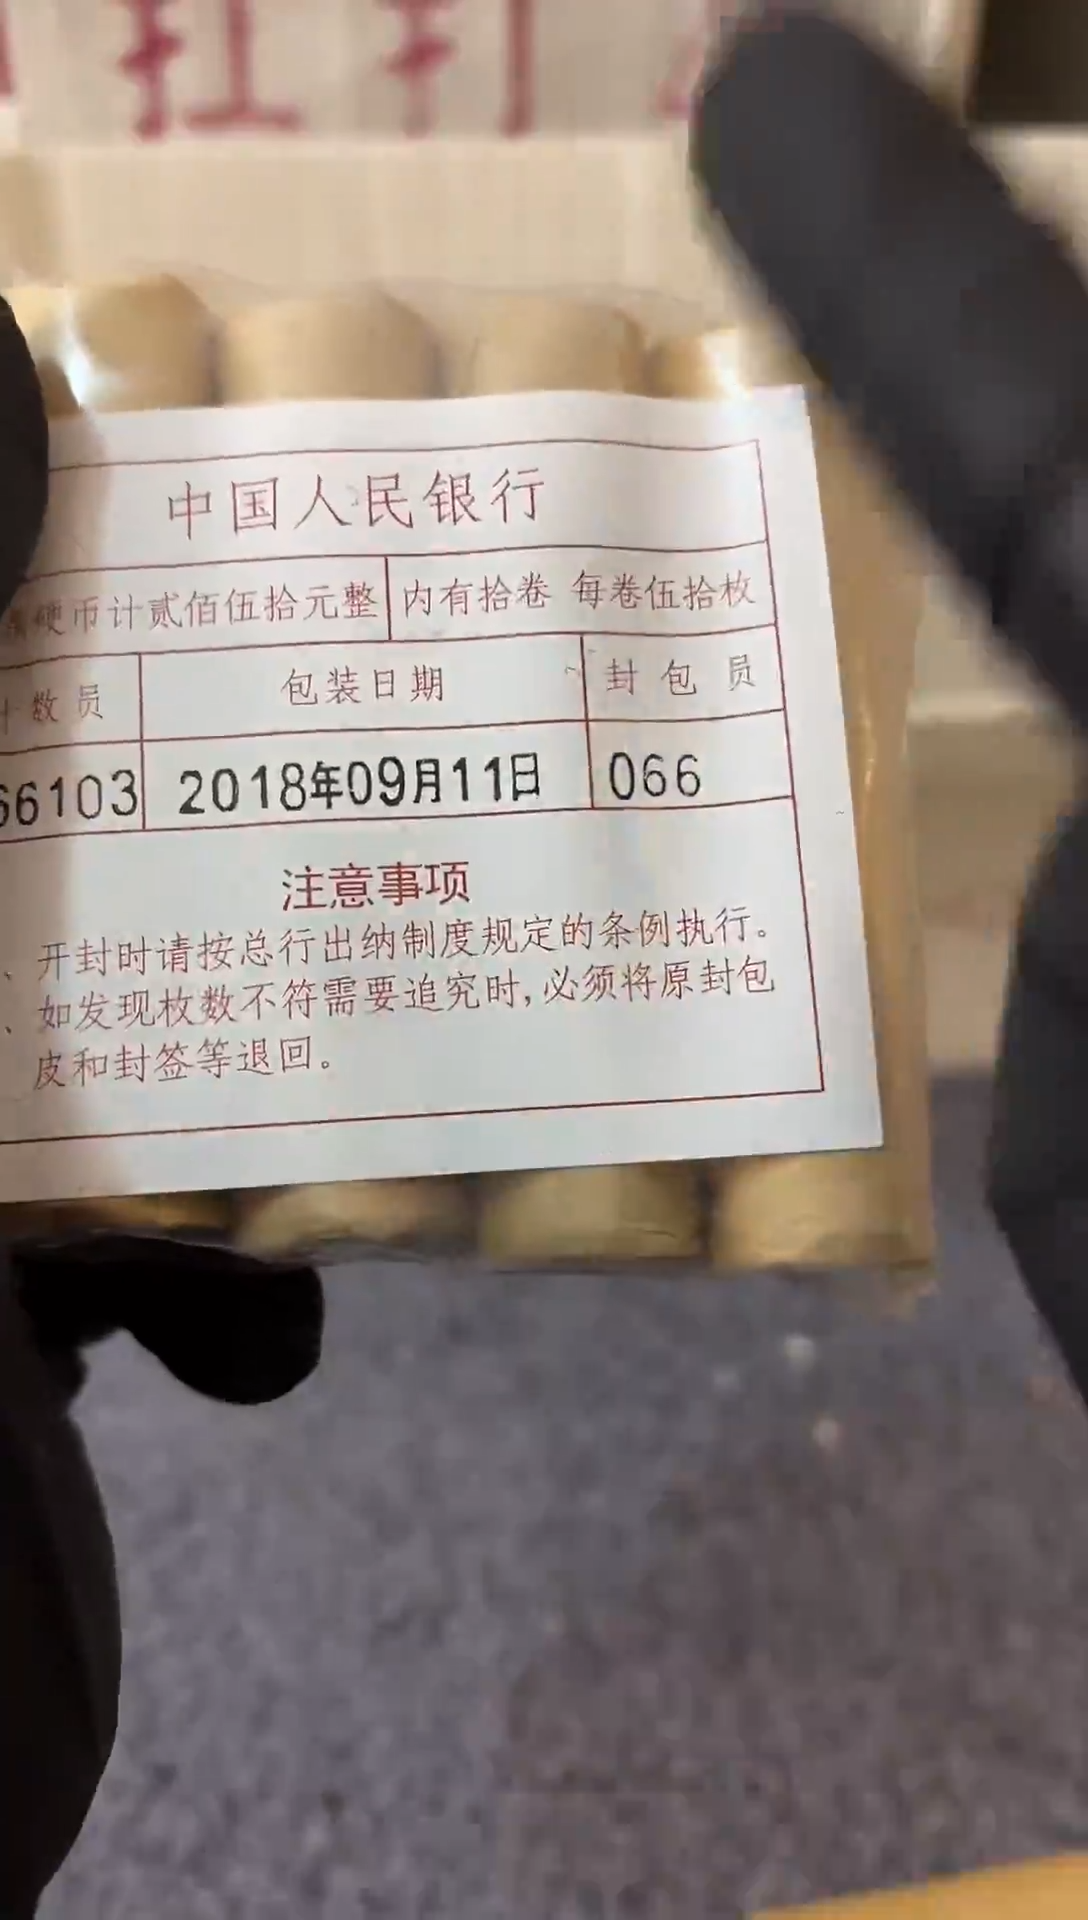 中国人民银行
硬币计贰佰伍拾元整 内有拾卷 每卷伍拾枚
数员 包装日期 封包员
66103 2018年09月11日 066
注意事项
、开封时请按总行出纳制度规定的条例执行。
、如发现枚数不符需要追究时,必须将原封包
皮和封签等退回。